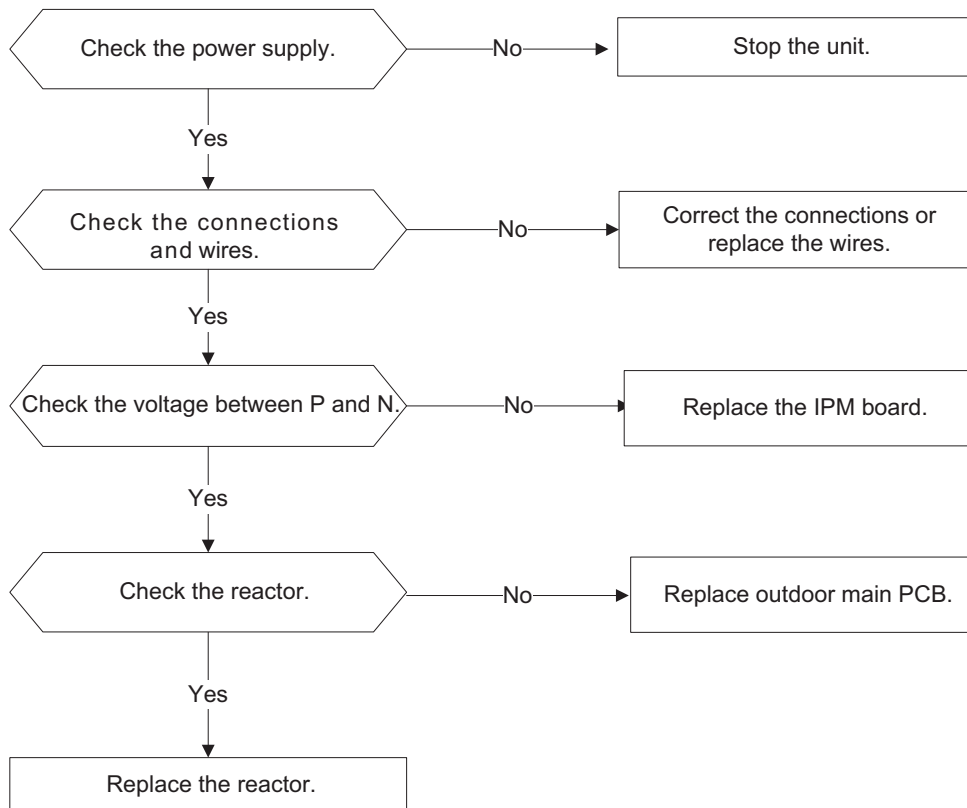 Check the power supply.
No
Stop the unit.
Yes
Check the connections
and wires.
No
Correct the connections or
replace the wires.
Yes
Check the voltage between P and N.
No
Replace the IPM board.
Yes
Check the reactor.
No
Replace outdoor main PCB.
Yes
Replace the reactor.